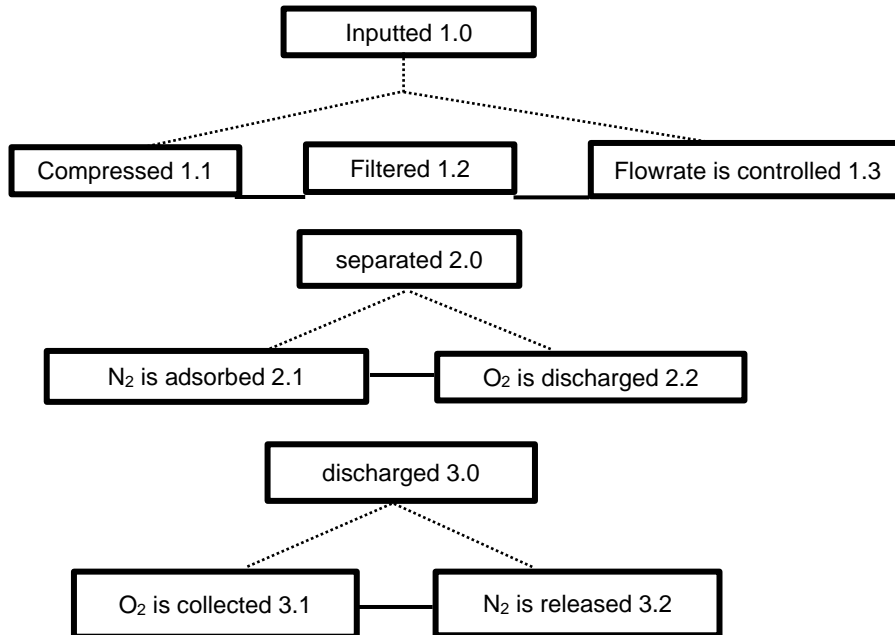 Inputted 1.0
Compressed 1.1
Filtered 1.2
Flowrate is controlled 1.3
separated 2.0
N₂ is adsorbed 2.1
O₂ is discharged 2.2
discharged 3.0
O₂ is collected 3.1
N₂ is released 3.2